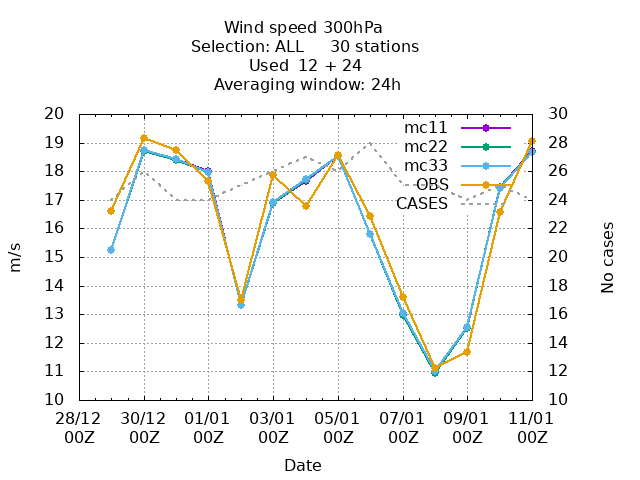 Wind speed 300hPa
Selection: ALL 30 stations
Used 12 + 24
Averaging window: 24h
20 30
mc11
19 28
mc22
18 26
mc33
OBS
17 24
CASES
16 22
15 20
14 18
13 16
12 14
11 12
10 10
m/s
No cases
28/12 30/12 01/01 03/01 05/01 07/01 09/01 11/01
00Z 00Z 00Z 00Z 00Z 00Z 00Z 00Z
Date